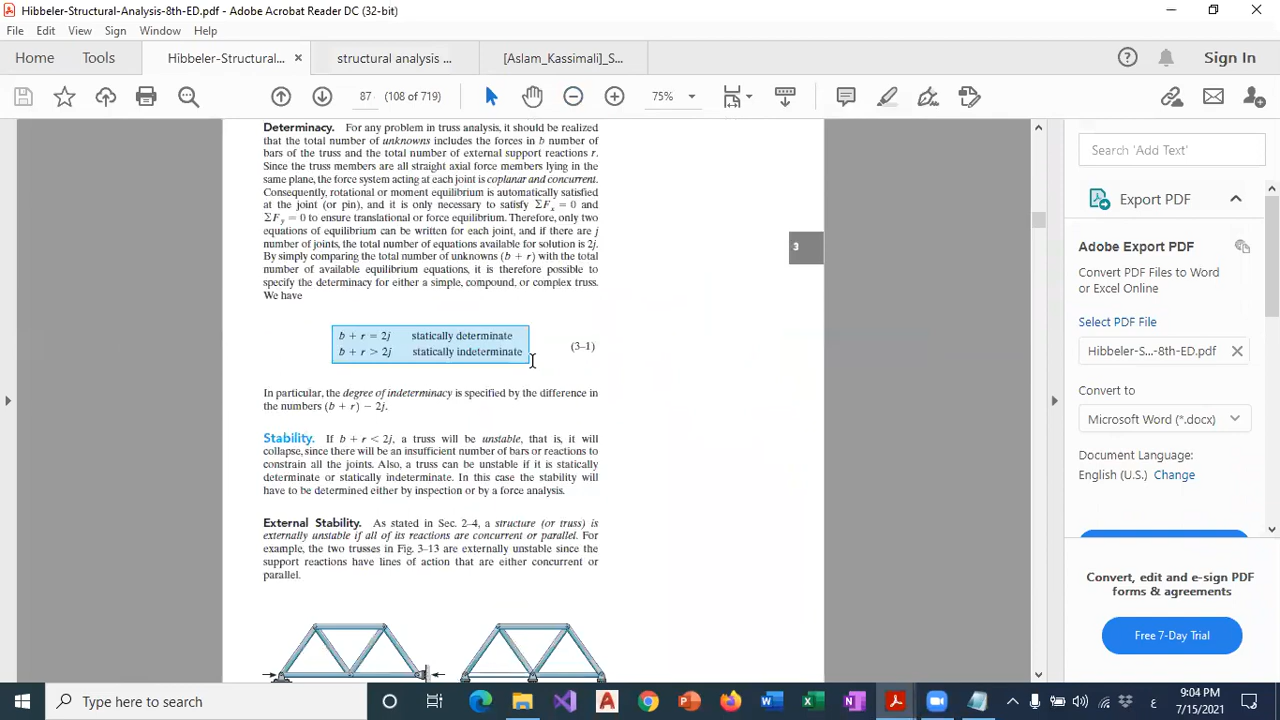 Hibbeler-Structural-Analysis-8th-ED.pdf - Adobe Acrobat Reader DC (32-bit)
File Edit View Sign Window Help
Home Tools Hibbeler-Structural... × structural analysis ... [Aslam_Kassimali]_S... Sign In
87 (108 of 719) 75%
Determinacy. For any problem in truss analysis, it should be realized
that the total number of unknowns includes the forces in b number of
bars of the truss and the total number of external support reactions r.
Since the truss members are all straight axial force members lying in the
same plane, the force system acting at each joint is coplanar and concurrent.
Consequently, rotational or moment equilibrium is automatically satisfied
at the joint (or pin), and it is only necessary to satisfy ΣFx = 0 and
ΣFy = 0 to ensure translational or force equilibrium. Therefore, only two
equations of equilibrium can be written for each joint, and if there are j
number of joints, the total number of equations available for solution is 2j.
By simply comparing the total number of unknowns (b + r) with the total
number of available equilibrium equations, it is therefore possible to
specify the determinacy for either a simple, compound, or complex truss.
We have
b + r = 2j statically determinate
b + r > 2j statically indeterminate
(3–1)
In particular, the degree of indeterminacy is specified by the difference in
the numbers (b + r) − 2j.
Stability. If b + r < 2j, a truss will be unstable, that is, it will
collapse, since there will be an insufficient number of bars or reactions to
constrain all the joints. Also, a truss can be unstable if it is statically
determinate or statically indeterminate. In this case the stability will
have to be determined either by inspection or by a force analysis.
External Stability. As stated in Sec. 2–4, a structure (or truss) is
externally unstable if all of its reactions are concurrent or parallel. For
example, the two trusses in Fig. 3–13 are externally unstable since the
support reactions have lines of action that are either concurrent or
parallel.
3
Search 'Add Text'
Export PDF
Adobe Export PDF
Convert PDF Files to Word
or Excel Online
Select PDF File
Hibbeler-S...-8th-ED.pdf
Convert to
Microsoft Word (*.docx)
Document Language:
English (U.S.) Change
Convert, edit and e-sign PDF
forms & agreements
Free 7-Day Trial
Type here to search
ع
9:04 PM
7/15/2021